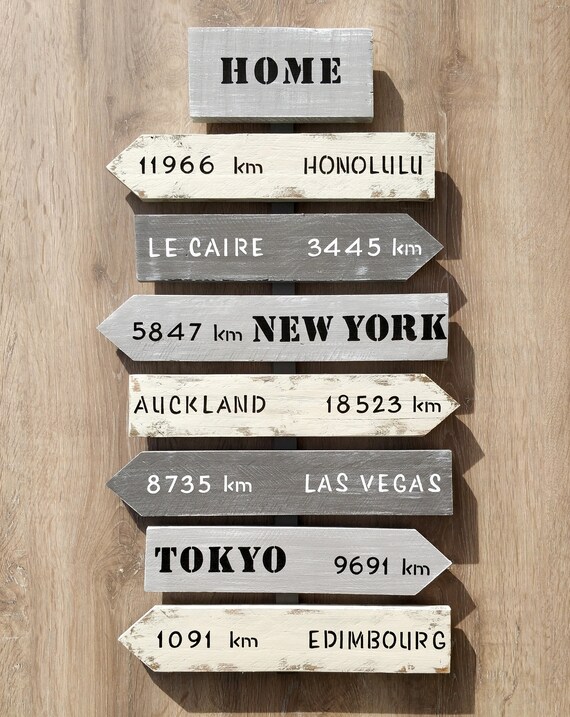 HOME
11966 km HONOLULU
LE CAIRE 3445 km
5847 km NEW YORK
AUCKLAND 18523 km
8735 km LAS VEGAS
TOKYO 9691 km
1091 km EDIMBOURG